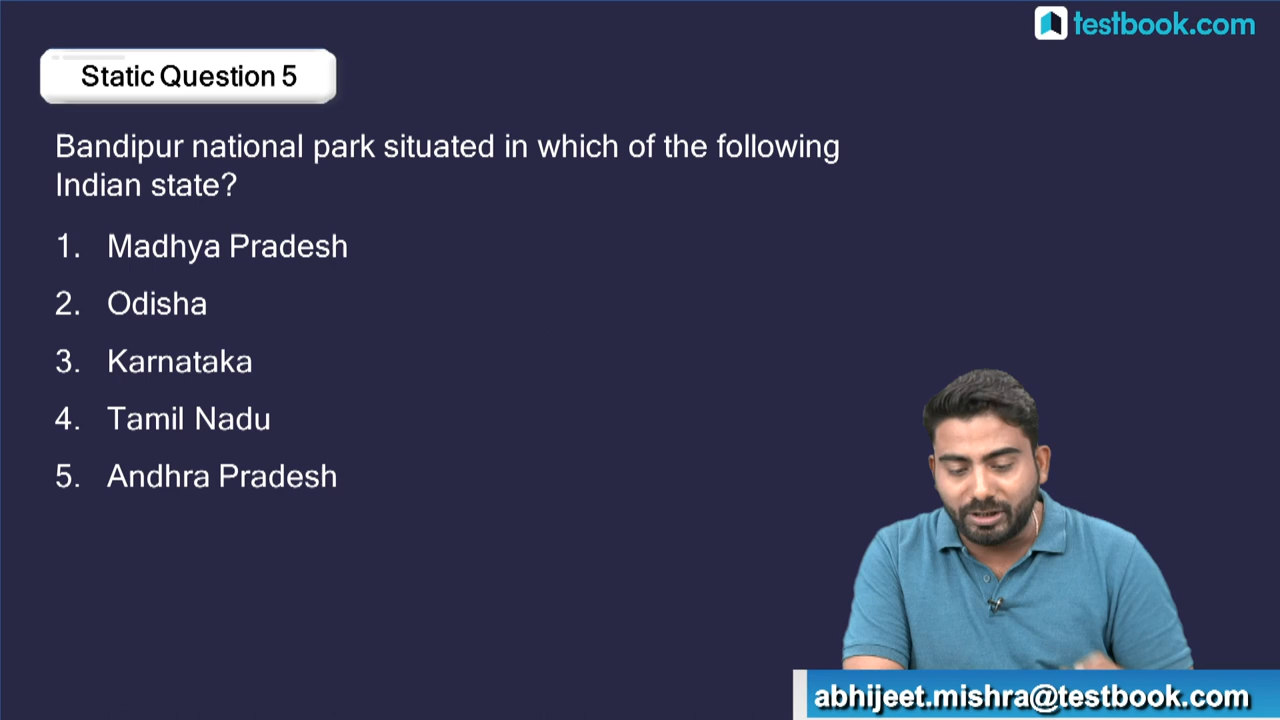 testbook.com
Static Question 5
Bandipur national park situated in which of the following
Indian state?
1. Madhya Pradesh
2. Odisha
3. Karnataka
4. Tamil Nadu
5. Andhra Pradesh
abhijeet.mishra@testbook.com